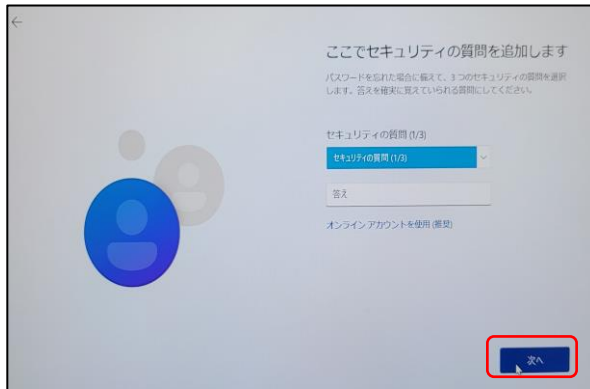 ここでセキュリティの質問を追加します
パスワードを忘れた場合に備えて、3 つのセキュリティの質問を選択
します。答えを確実に覚えていられる質問にしてください。
セキュリティの質問 (1/3)
セキュリティの質問 (1/3)
答え
オンライン アカウントを使用 (推奨)
次へ